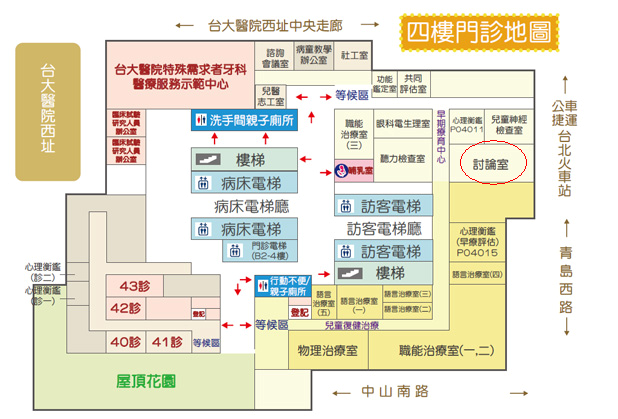 ← 台大醫院西址中央走廊 →
四樓門診地圖
台大醫院西址
台大醫院特殊需求者牙科
醫療服務示範中心
諮詢
會議室
病童教學
辦公室
社工室
兒醫
志工室
等候區
功能
鑑定室
共同
評估室
臨床試驗
研究人員
辦公室
臨床試驗
研究人員
辦公室
洗手間親子廁所
樓梯
病床電梯
病床電梯廳
病床電梯
門診電梯
(B2-4樓)
職能
治療室
(三)
眼科電生理室
聽力檢查室
哺乳室
早期療育中心
心理衡鑑
P04011
兒童神經
檢查室
討論室
訪客電梯
訪客電梯廳
訪客電梯
樓梯
心理衡鑑
(早療評估)
P04015
語言治療室(四)
心理衡鑑
(診二)
心理衡鑑
(診一)
43診
42診
登記
40診
41診
等候區
行動不便/
親子廁所
登記
等候區
語言
治療室
(五)
語言治療室
(一)
語言治療室(三)
語言治療室(二)
兒童復健治療
物理治療室
職能治療室(一,二)
屋頂花園
← 中山南路 →
公車
捷運
台北火車站
青島西路